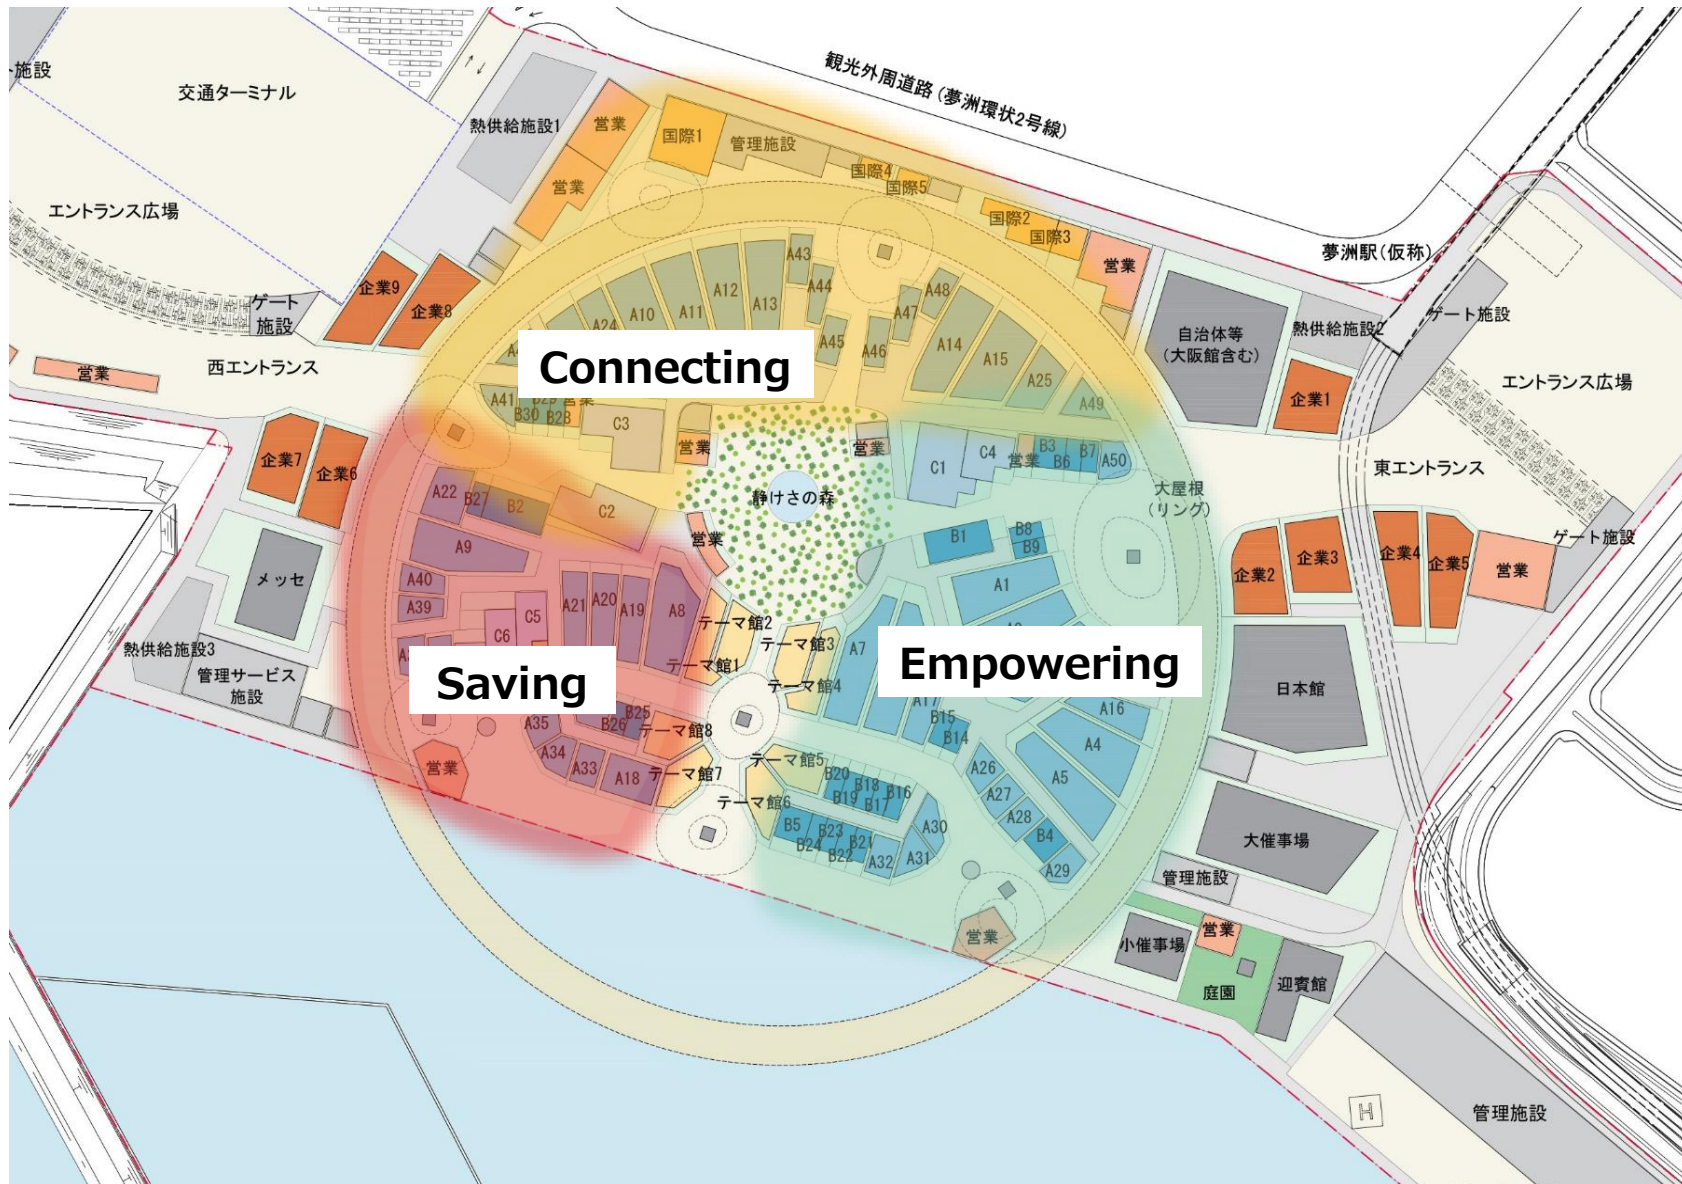 観光外周道路(夢洲環状2号線)
交通ターミナル
熱供給施設1
営業
国際1
管理施設
国際4
国際5
営業
国際2
国際3
営業
エントランス広場
夢洲駅(仮称)
企業9
企業8
ゲート
施設
西エントランス
営業
A24
A10
A11
A12
A13
A43
A44
A45
A46
A47
A48
A14
A15
A25
A49
Connecting
自治体等
(大阪館含む)
熱供給施設2
ゲート施設
企業1
エントランス広場
東エントランス
A41
B30
B28
営業
C3
営業
営業
C1
C4
営業
B3
B6
B7
A50
企業7
企業6
A22
B27
B2
C2
静けさの森
大屋根
(リング)
A9
営業
B1
B8
B9
ゲート施設
メッセ
A40
A39
C6
C5
A21
A20
A19
A8
A1
企業2
企業3
企業4
企業5
営業
テーマ館2
テーマ館3
A7
熱供給施設3
管理サービス
施設
Saving
テーマ館1
テーマ館4
Empowering
日本館
A35
A34
A33
A18
B26
B25
テーマ館8
テーマ館7
テーマ館5
テーマ館6
A17
B15
B14
A16
A4
A5
A26
A27
A28
B4
A29
営業
B20
B19
B18
B17
B16
B5
B24
B23
B22
B21
A32
A31
A30
大催事場
管理施設
営業
小催事場
営業
庭園
迎賓館
管理施設
H